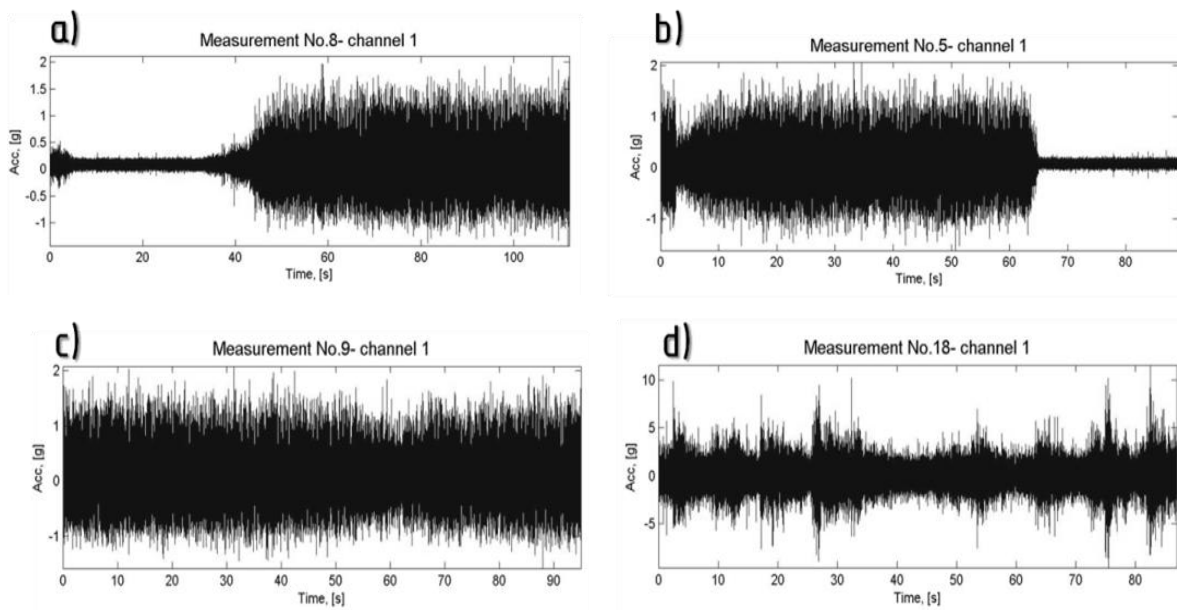 a)
Measurement No.8- channel 1
2
1.5
1
0.5
0
-0.5
-1
Acc, [g]
0 20 40 60 80 100
Time, [s]
b)
Measurement No.5- channel 1
2
1
0
-1
Acc, [g]
0 10 20 30 40 50 60 70 80
Time, [s]
c)
Measurement No.9- channel 1
2
1
0
-1
Acc, [g]
0 10 20 30 40 50 60 70 80 90
Time, [s]
d)
Measurement No.18- channel 1
10
5
0
-5
Acc, [g]
0 10 20 30 40 50 60 70 80
Time, [s]